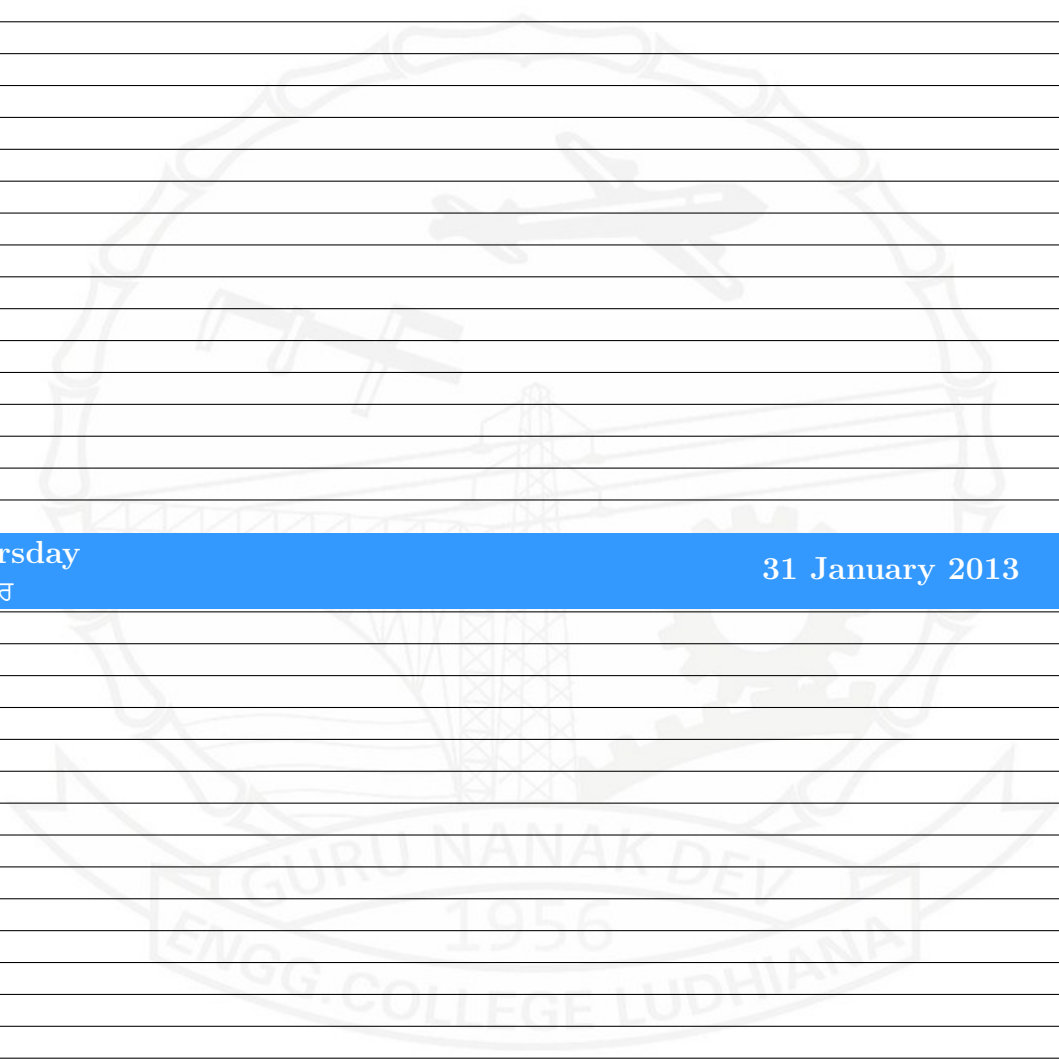 rsday
ਰ
31 January 2013
GURU NANAK DEV
1956
ENGG. COLLEGE LUDHIANA